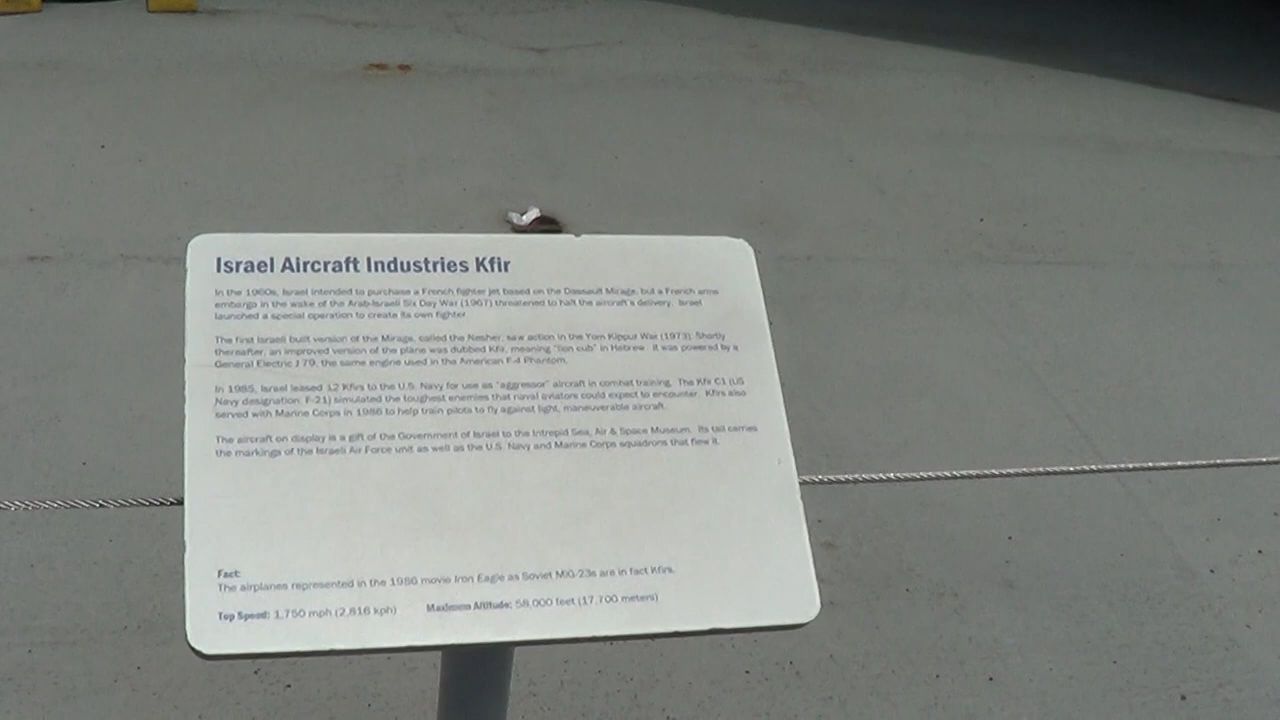 Israel Aircraft Industries Kfir
In the 1960s, Israel intended to purchase a French fighter jet based on the Dassault Mirage, but a French arms
embargo in the wake of the Arab-Israeli Six Day War (1967) threatened to halt the aircraft's delivery. Israel
launched a special operation to create its own fighter.
The first Israeli built version of the Mirage, called the Nesher, saw action in the Yom Kippur War (1973). Shortly
thereafter, an improved version of the plane was dubbed Kfir, meaning "lion cub" in Hebrew. It was powered by a
General Electric J-79, the same engine used in the American F-4 Phantom.
In 1985, Israel leased 12 Kfirs to the U.S. Navy for use as "aggressor" aircraft in combat training. The Kfir C1 (US
Navy designation: F-21) simulated the toughest enemies that naval aviators could expect to encounter. Kfirs also
served with Marine Corps in 1986 to help train pilots to fly against light, maneuverable aircraft.
The aircraft on display is a gift of the Government of Israel to the Intrepid Sea, Air & Space Museum. Its tail carries
the markings of the Israeli Air Force unit as well as the U.S. Navy and Marine Corps squadrons that flew it.
Fact:
The airplanes represented in the 1986 movie Iron Eagle as Soviet MiG-23s are in fact Kfirs.
Top Speed: 1,750 mph (2,816 kph) Maximum Altitude: 58,000 feet (17,700 meters)